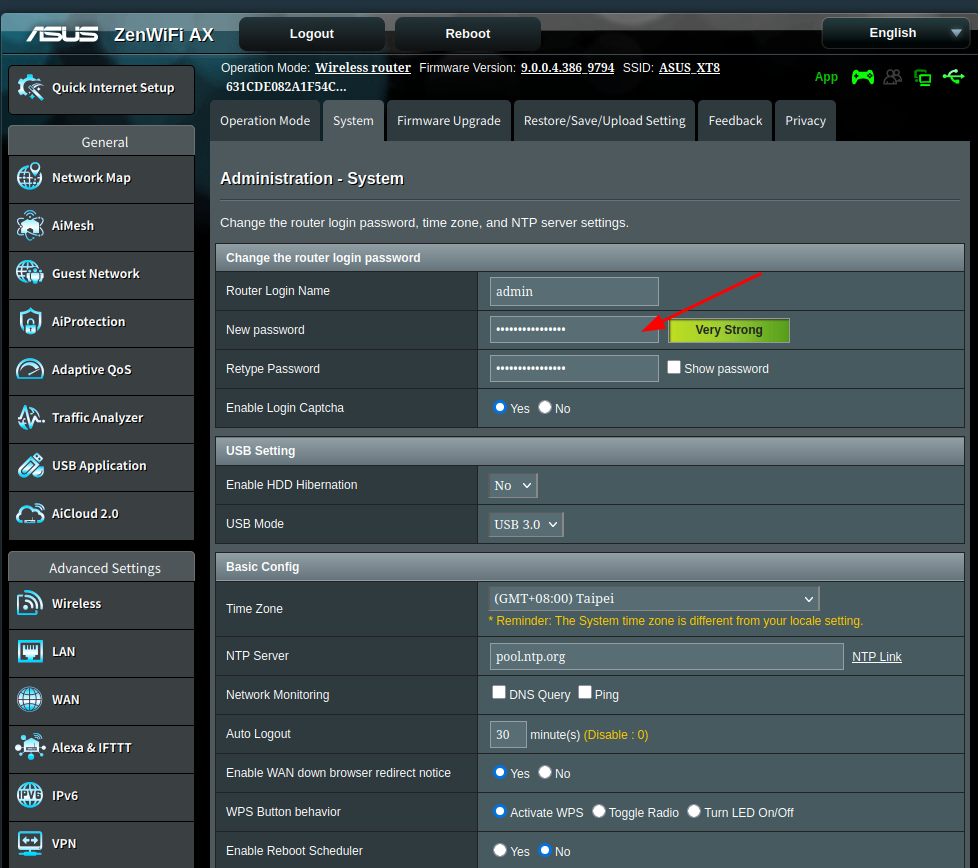 ASUS ZenWiFi AX Logout Reboot English
Operation Mode: Wireless router Firmware Version: 9.0.0.4.386_9794 SSID: ASUS_XT8
631CDE082A1F54C...
App
Quick Internet Setup
General
Network Map
AiMesh
Guest Network
AiProtection
Adaptive QoS
Traffic Analyzer
USB Application
AiCloud 2.0
Advanced Settings
Wireless
LAN
WAN
Alexa & IFTTT
IPv6
VPN
Operation Mode System Firmware Upgrade Restore/Save/Upload Setting Feedback Privacy
Administration - System
Change the router login password, time zone, and NTP server settings.
Change the router login password
Router Login Name admin
New password •••••••••••••••• Very Strong
Retype Password •••••••••••••••• Show password
Enable Login Captcha Yes No
USB Setting
Enable HDD Hibernation No
USB Mode USB 3.0
Basic Config
Time Zone (GMT+08:00) Taipei
* Reminder: The System time zone is different from your locale setting.
NTP Server pool.ntp.org NTP Link
Network Monitoring DNS Query Ping
Auto Logout 30 minute(s) (Disable : 0)
Enable WAN down browser redirect notice Yes No
WPS Button behavior Activate WPS Toggle Radio Turn LED On/Off
Enable Reboot Scheduler Yes No